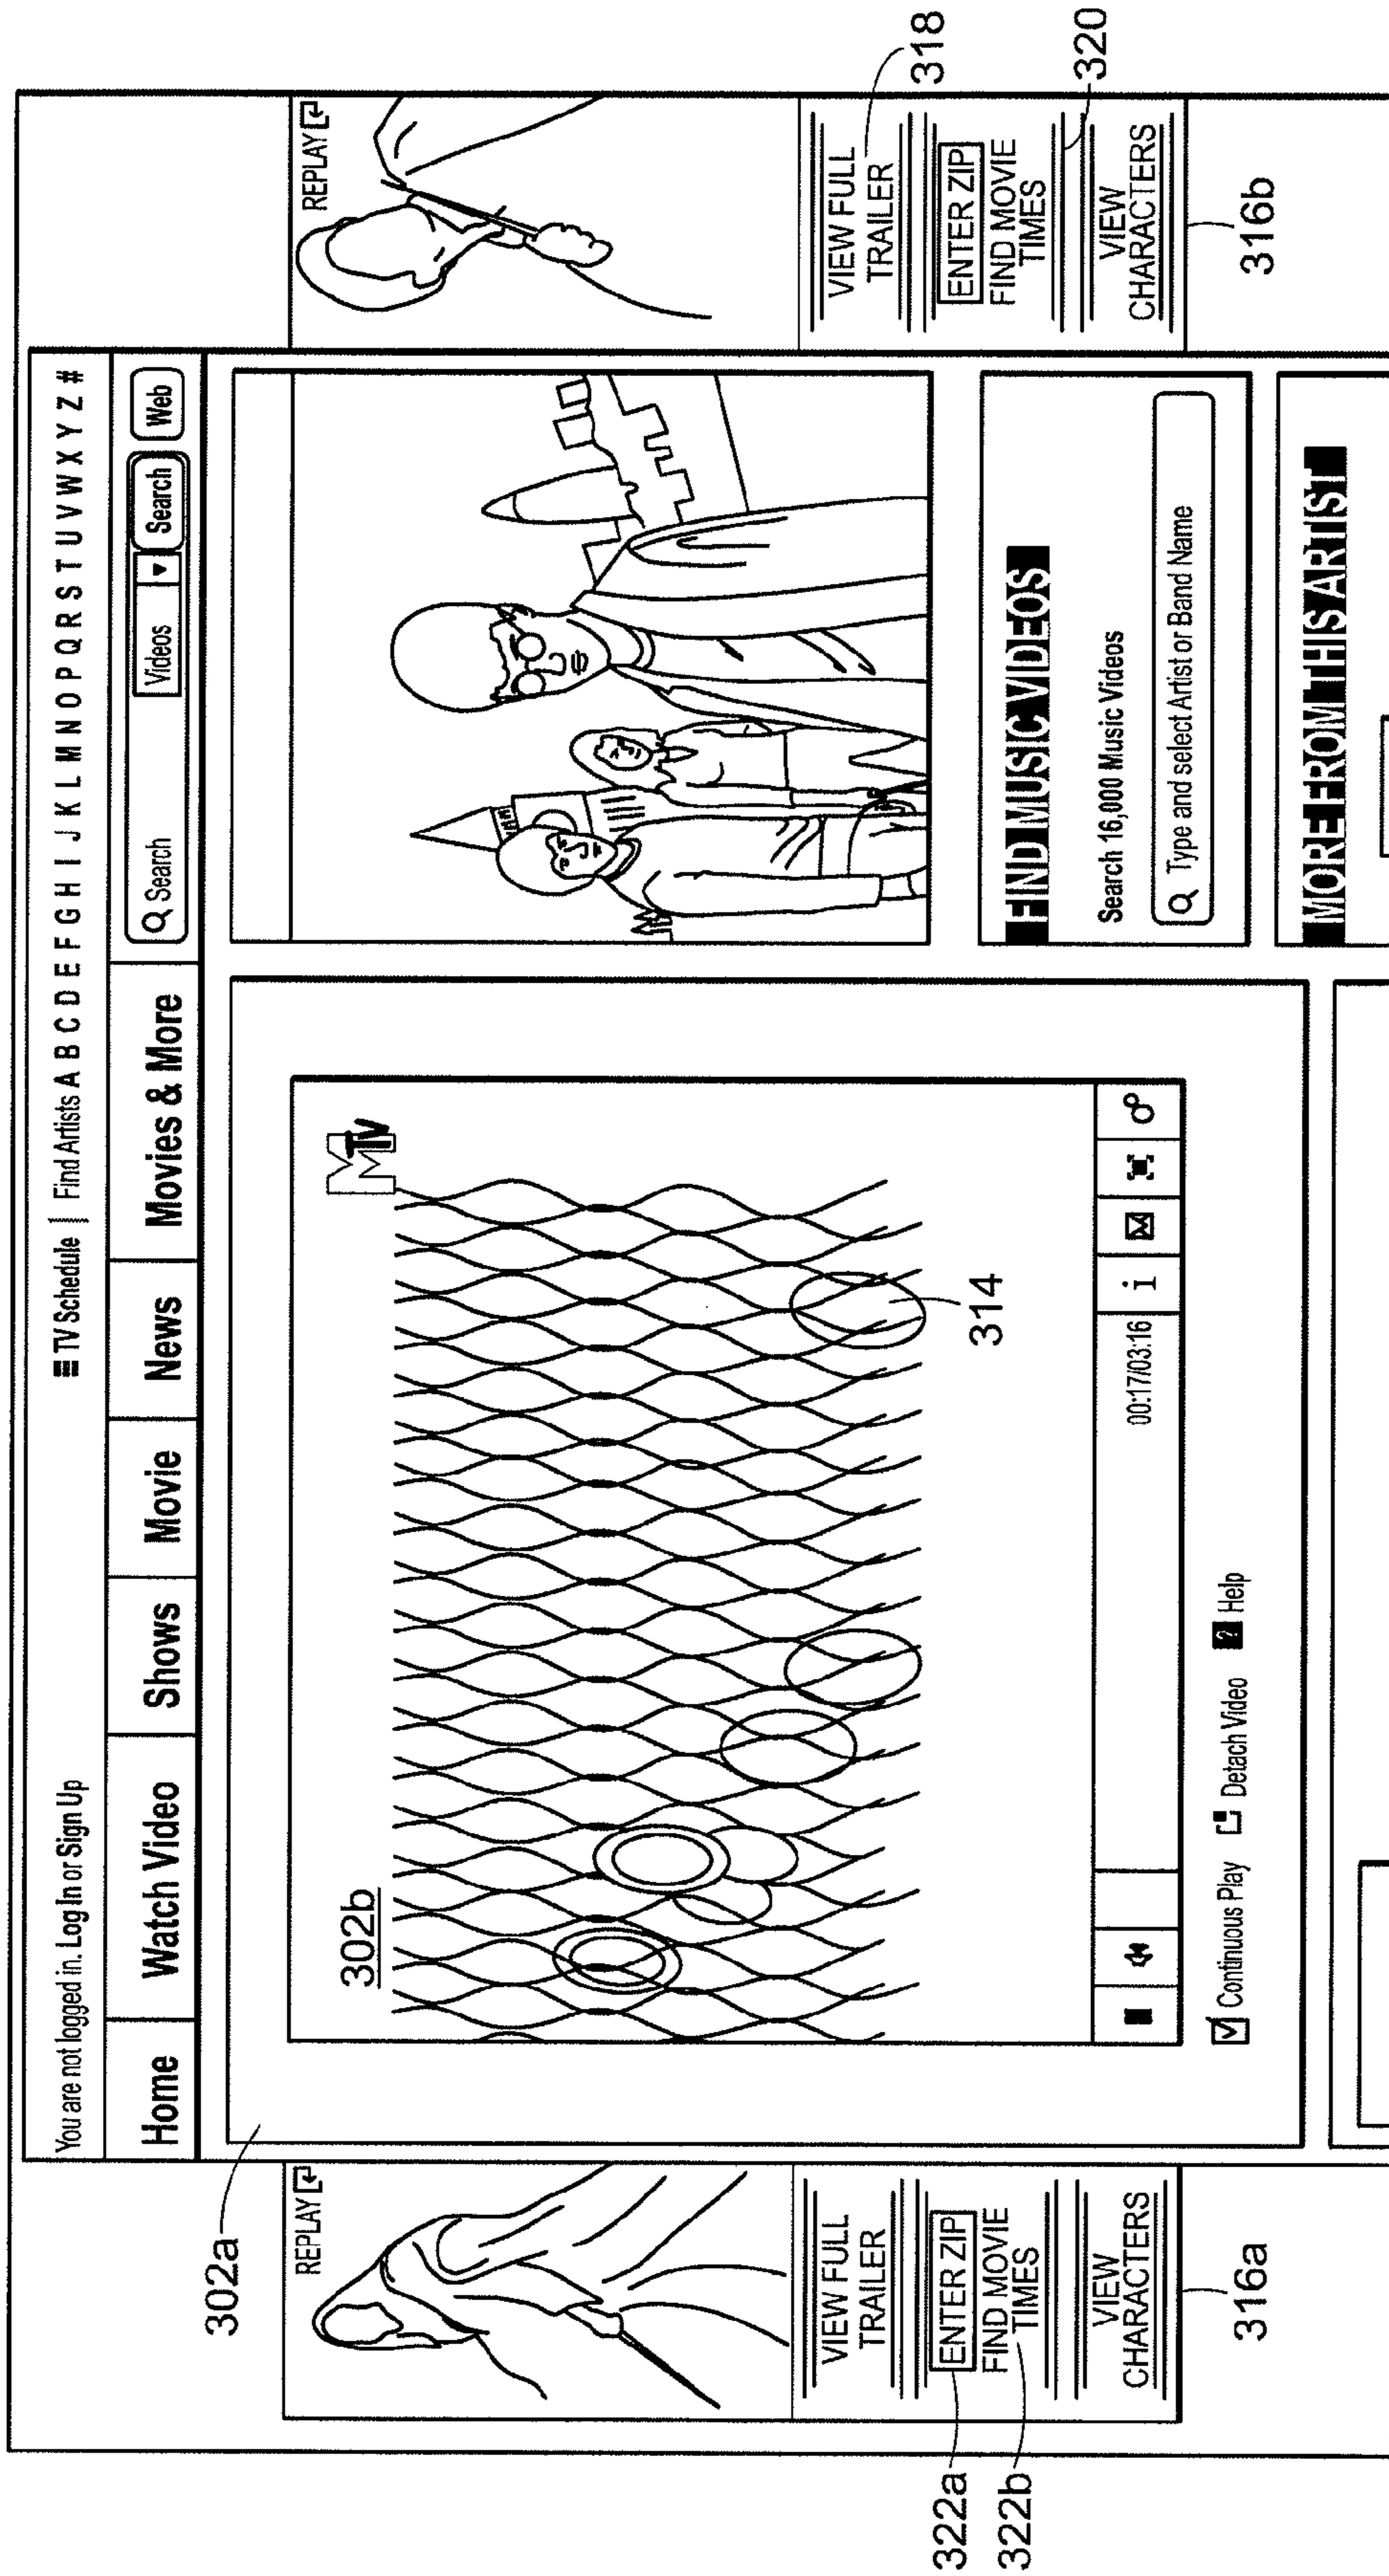 You are not logged in. Log In or Sign Up
TV Schedule | Find Artists A B C D E F G H I J K L M N O P Q R S T U V W X Y Z #
Home
Watch Video
Shows
Movie
News
Movies & More
Search
Videos
Search
Web
302a
REPLAY
VIEW FULL
TRAILER
ENTER ZIP
FIND MOVIE
TIMES
VIEW
CHARACTERS
316a
322a
322b
302b
MTV
314
00:17/03:16
i
Continuous Play
Detach Video
? Help
FIND MUSIC VIDEOS
Search 16,000 Music Videos
Type and select Artist or Band Name
MORE FROM THIS ARTIST
REPLAY
VIEW FULL
TRAILER
318
ENTER ZIP
FIND MOVIE
TIMES
320
VIEW
CHARACTERS
316b